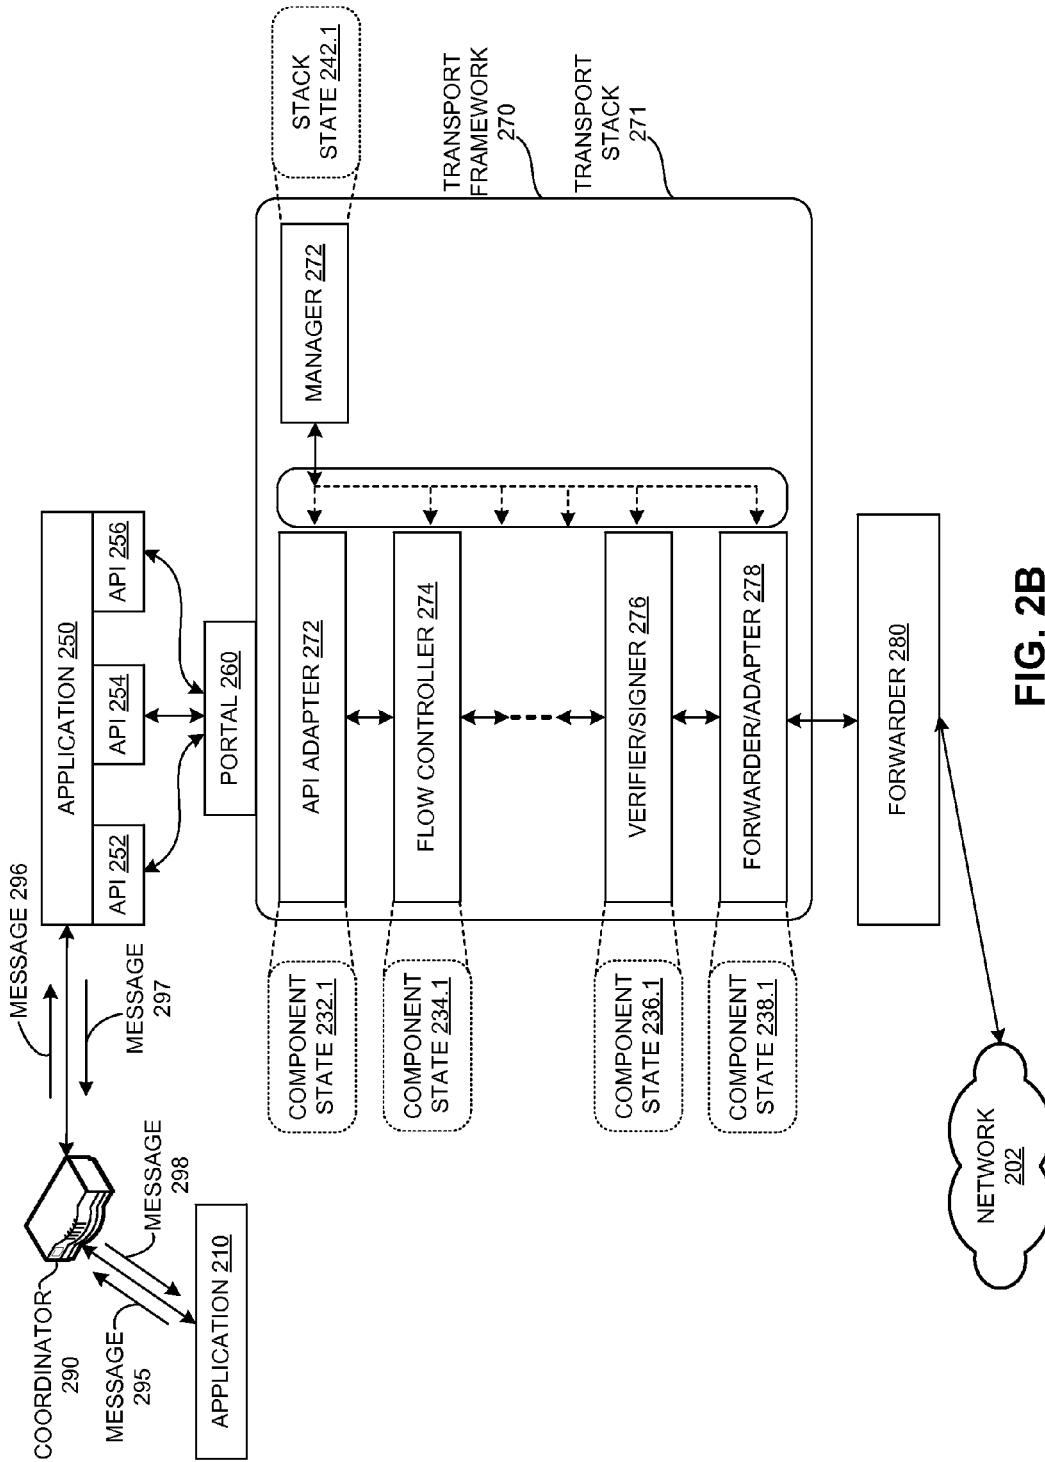 COORDINATOR
290
MESSAGE
295
MESSAGE
298
APPLICATION 210
MESSAGE 296
MESSAGE
297
APPLICATION 250
API 252
API 254
API 256
PORTAL 260
STACK
STATE 242.1
TRANSPORT
FRAMEWORK
270
TRANSPORT
STACK
271
MANAGER 272
COMPONENT
STATE 232.1
API ADAPTER 272
COMPONENT
STATE 234.1
FLOW CONTROLLER 274
COMPONENT
STATE 236.1
VERIFIER/SIGNER 276
COMPONENT
STATE 238.1
FORWARDER/ADAPTER 278
FORWARDER 280
NETWORK
202
FIG. 2B